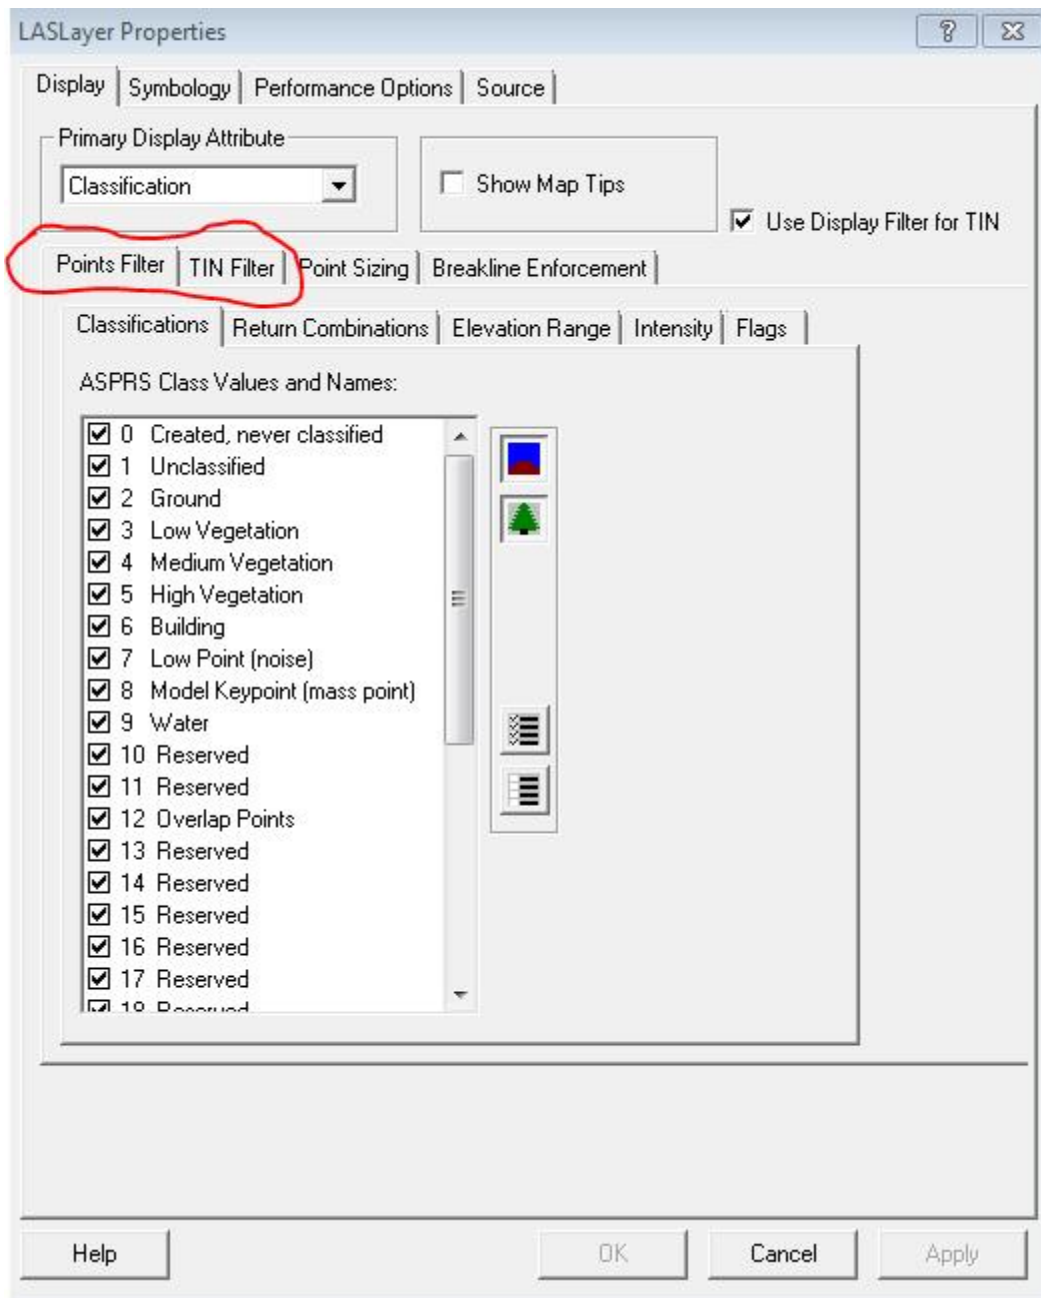 LASLayer Properties
Display Symbology Performance Options Source
Primary Display Attribute
Classification
Show Map Tips
Use Display Filter for TIN
Points Filter TIN Filter Point Sizing Breakline Enforcement
Classifications Return Combinations Elevation Range Intensity Flags
ASPRS Class Values and Names:
0 Created, never classified
1 Unclassified
2 Ground
3 Low Vegetation
4 Medium Vegetation
5 High Vegetation
6 Building
7 Low Point (noise)
8 Model Keypoint (mass point)
9 Water
10 Reserved
11 Reserved
12 Overlap Points
13 Reserved
14 Reserved
15 Reserved
16 Reserved
17 Reserved
18 Reserved
Help OK Cancel Apply